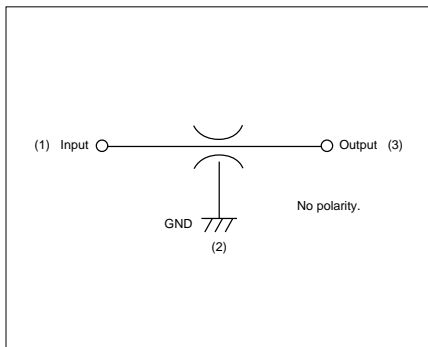 (1) Input Output (3)
No polarity.
GND
(2)